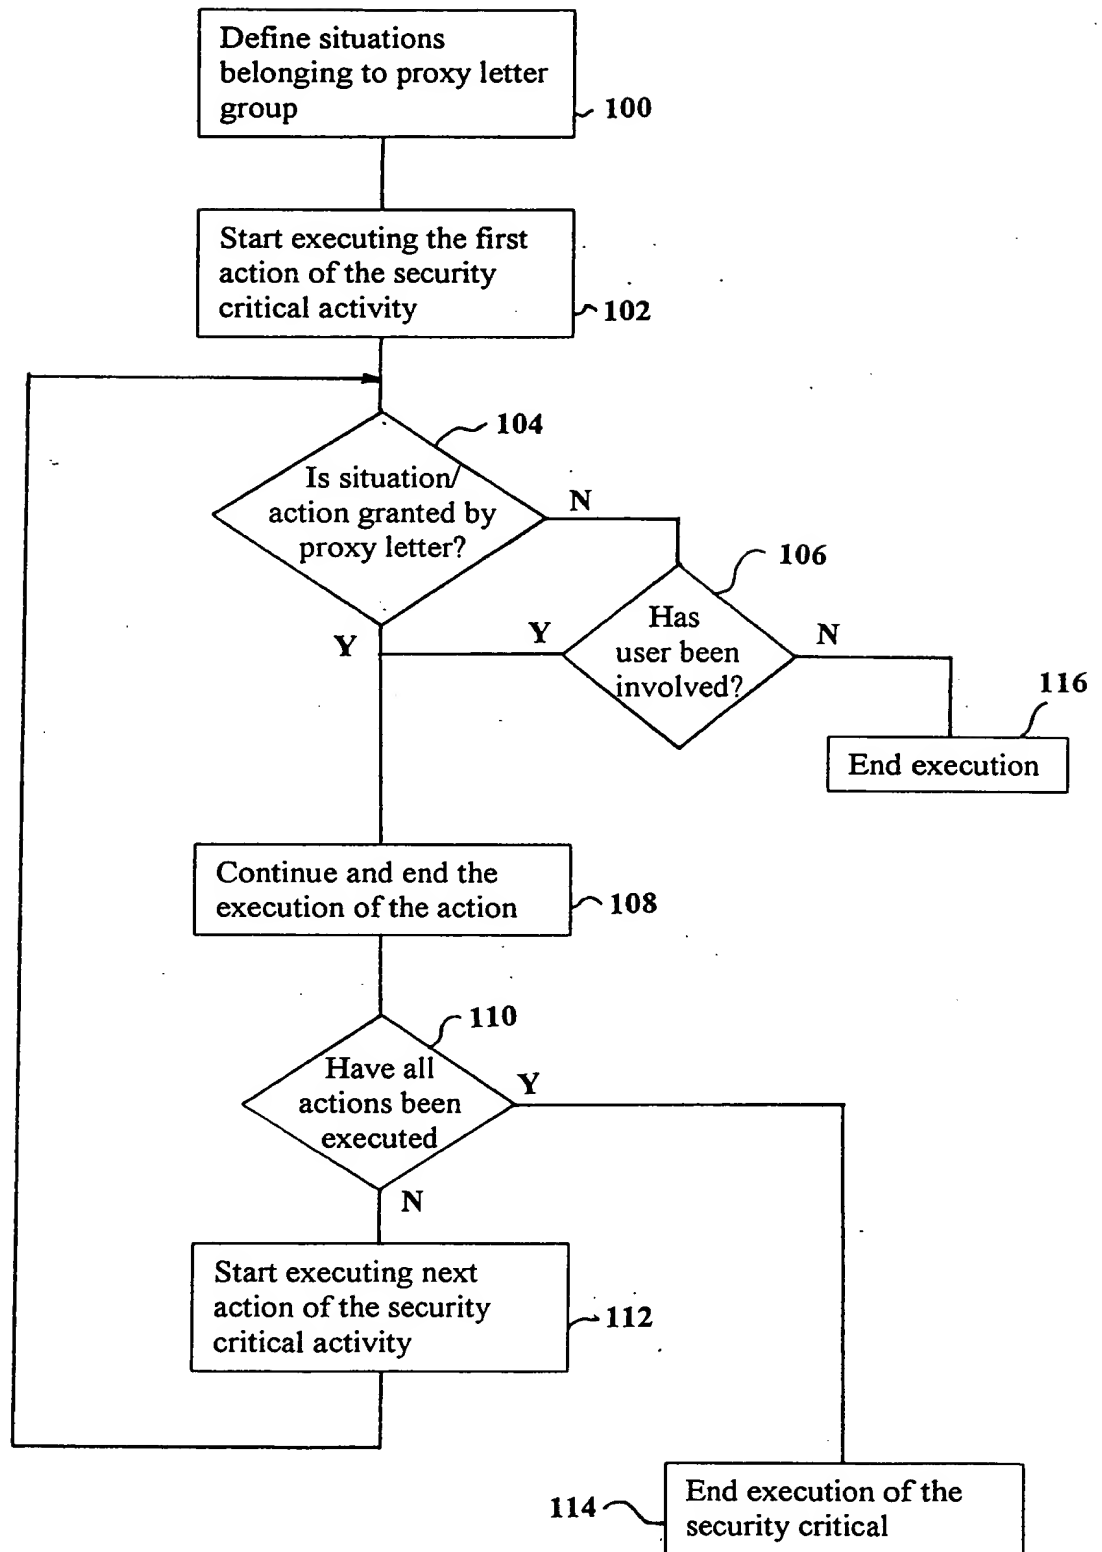 Define situations
belonging to proxy letter
group
100
Start executing the first
action of the security
critical activity
102
104
Is situation/
action granted by
proxy letter?
N
Y
106
Has
user been
involved?
Y
N
116
End execution
Continue and end the
execution of the action
108
110
Have all
actions been
executed
Y
N
Start executing next
action of the security
critical activity
112
114
End execution of the
security critical